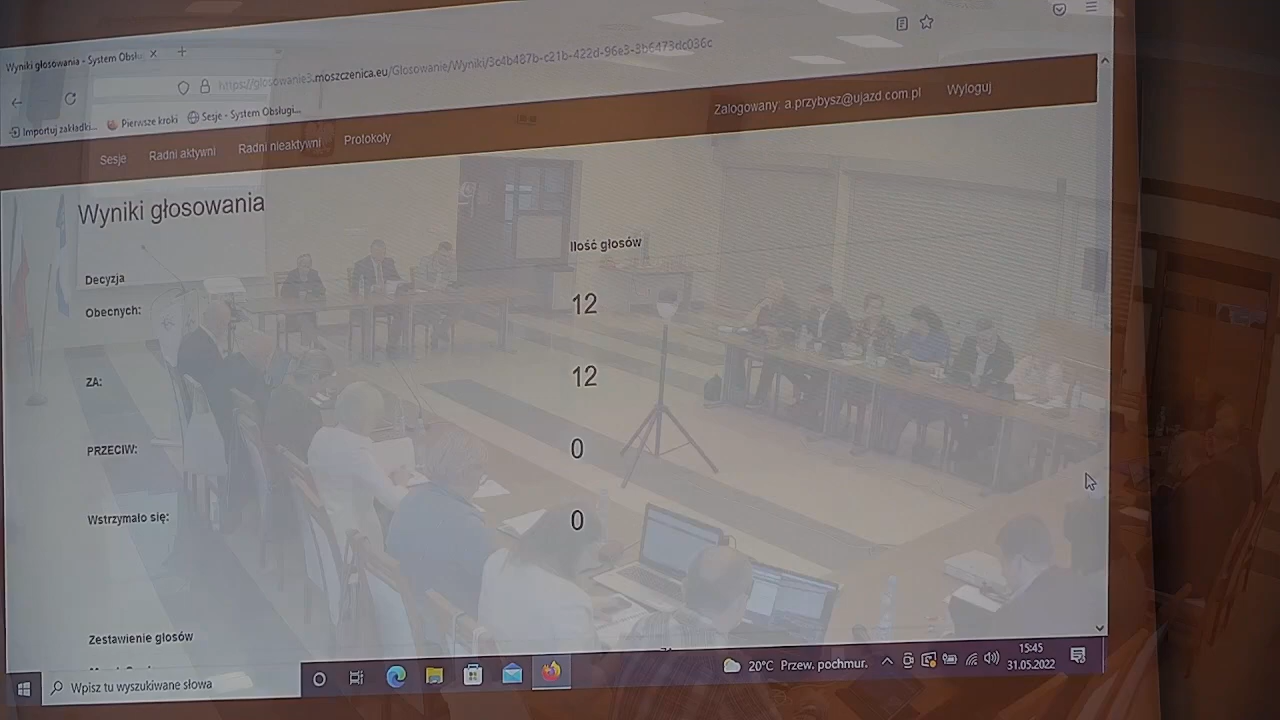 Wyniki głosowania - System Obsłu
https://glosowanie3.moszczenica.eu/Glosowanie/Wyniki/3c4b487b-c21b-422d-96e3-3b6473dc036c
Importuj zakładki... Pierwsze kroki Sesje - System Obsługi...
Sesje Radni aktywni Radni nieaktywni Protokoły Zalogowany: a.przybysz@ujazd.com.pl Wyloguj
Wyniki głosowania
Decyzja Ilość głosów
Obecnych: 12
ZA: 12
PRZECIW: 0
Wstrzymało się: 0
Zestawienie głosów
Wpisz tu wyszukiwane słowa
20°C Przew. pochmur.
15:45
31.05.2022